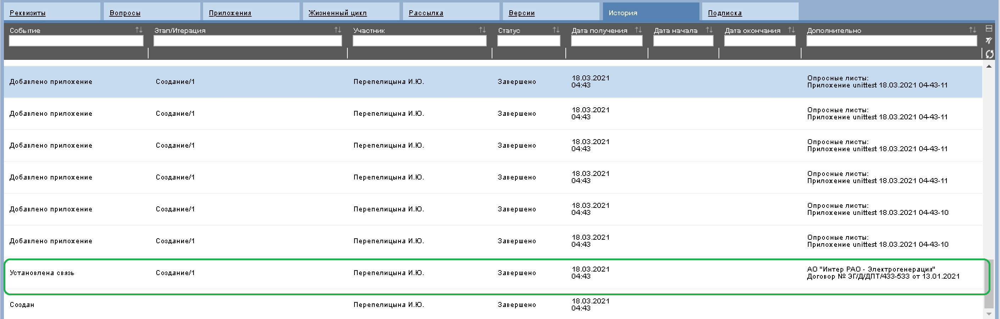 Реквизиты Вопросы Приложения Жизненный цикл Рассылка Версии История Подписка
Событие Этап/Итерация Участник Статус Дата получения Дата начала Дата окончания Дополнительно
Добавлено приложение Создание/1 Перепелицына И.Ю. Завершено 18.03.2021 04:43 Опросные листы:
Приложение unittest 18.03.2021 04-43-11
Добавлено приложение Создание/1 Перепелицына И.Ю. Завершено 18.03.2021 04:43 Опросные листы:
Приложение unittest 18.03.2021 04-43-11
Добавлено приложение Создание/1 Перепелицына И.Ю. Завершено 18.03.2021 04:43 Опросные листы:
Приложение unittest 18.03.2021 04-43-11
Добавлено приложение Создание/1 Перепелицына И.Ю. Завершено 18.03.2021 04:43 Опросные листы:
Приложение unittest 18.03.2021 04-43-11
Добавлено приложение Создание/1 Перепелицына И.Ю. Завершено 18.03.2021 04:43 Опросные листы:
Приложение unittest 18.03.2021 04-43-10
Добавлено приложение Создание/1 Перепелицына И.Ю. Завершено 18.03.2021 04:43 Опросные листы:
Приложение unittest 18.03.2021 04-43-10
Установлена связь Создание/1 Перепелицына И.Ю. Завершено 18.03.2021 04:43 АО "Интер РАО - Электрогенерация"
Договор № ЭГ/Д/ДПТ/433-533 от 13.01.2021
Создан Перепелицына И.Ю. Завершено 18.03.2021 04:43